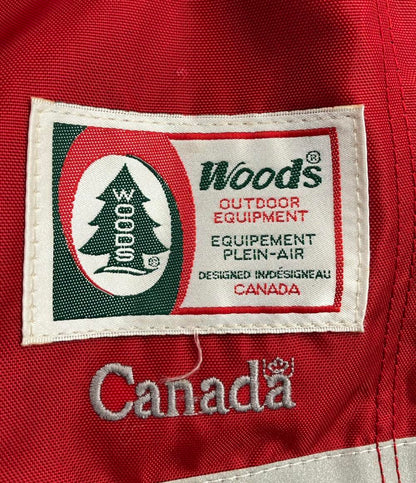 WOODS
®
Woods®
OUTDOOR
EQUIPMENT
EQUIPEMENT
PLEIN-AIR
DESIGNED IN/DÉSIGNEAU
CANADA
Canada